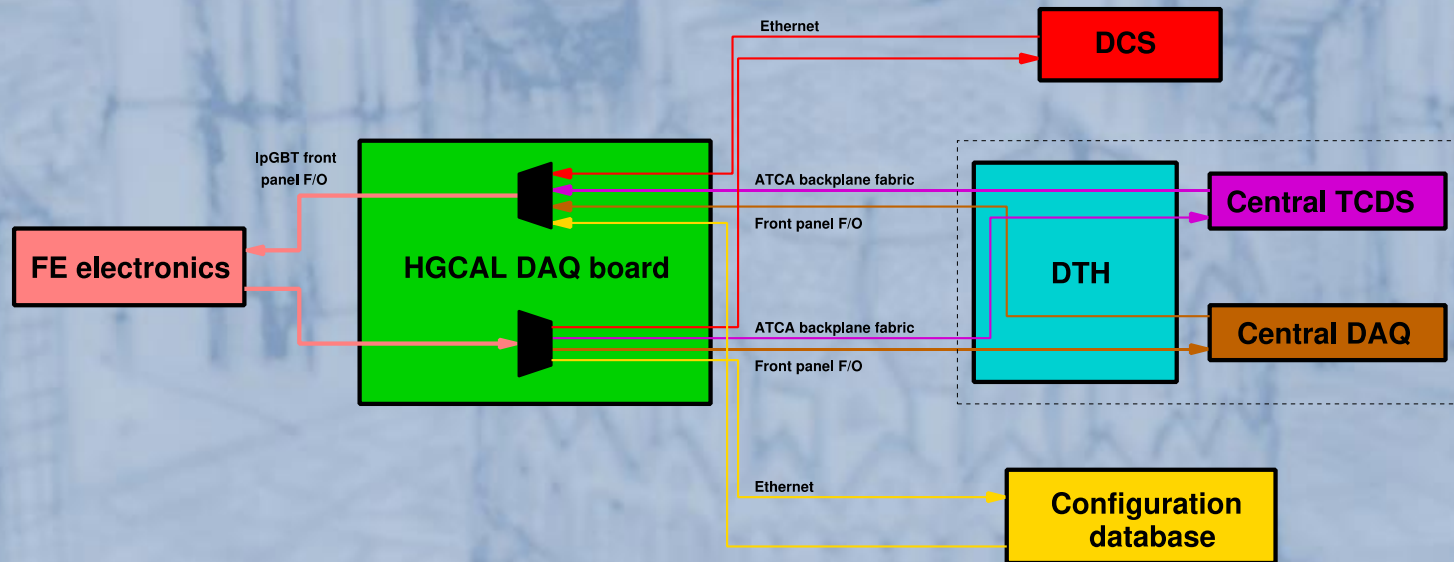 Ethernet
DCS
lpGBT front
panel F/O
ATCA backplane fabric
Central TCDS
Front panel F/O
FE electronics
HGCAL DAQ board
DTH
ATCA backplane fabric
Central DAQ
Front panel F/O
Ethernet
Configuration
database